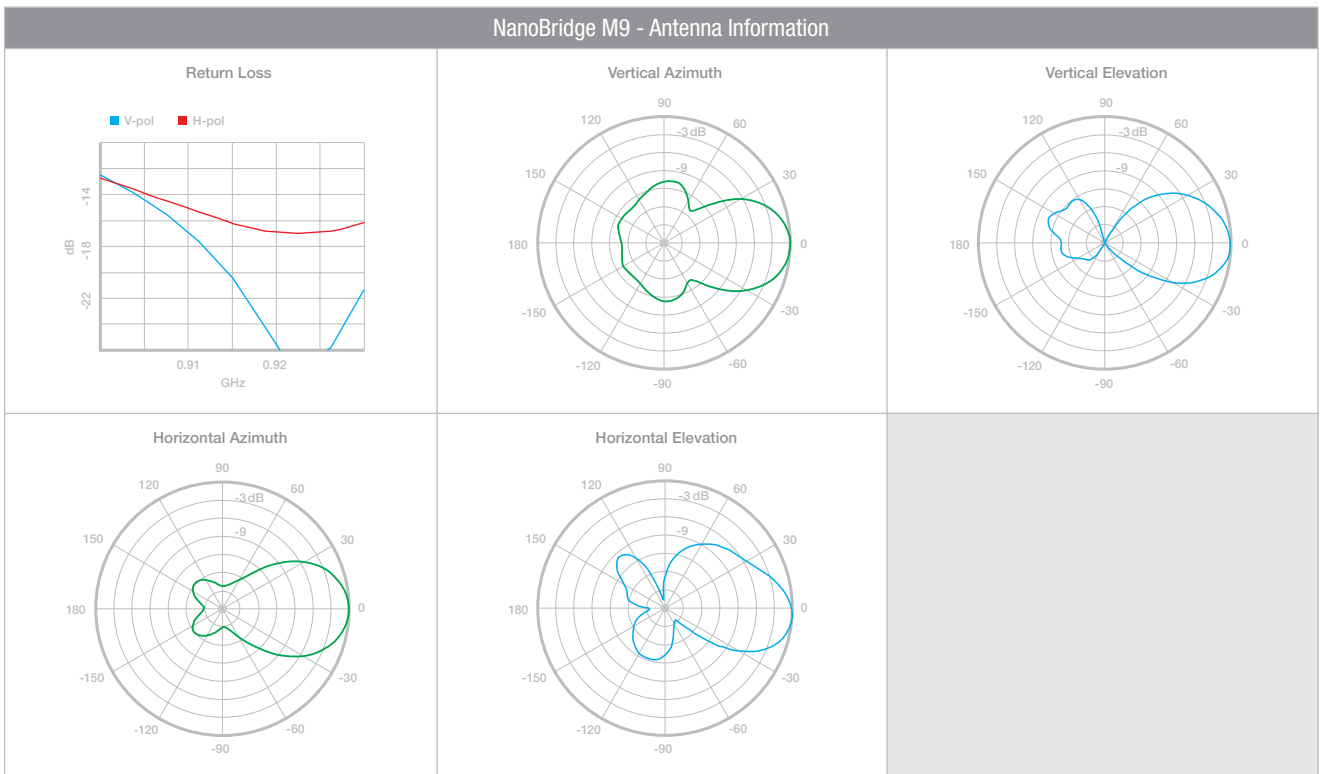 NanoBridge M9 - Antenna Information
Return Loss
V-pol H-pol
-14
-18
-22
dB
0.91 0.92
GHz
Vertical Azimuth
90
120 60
-3 dB
150 -9 30
180 0
-150 -30
-120 -60
-90
Vertical Elevation
90
120 60
-3 dB
150 -9 30
180 0
-150 -30
-120 -60
-90
Horizontal Azimuth
90
120 60
-3 dB
150 -9 30
180 0
-150 -30
-120 -60
-90
Horizontal Elevation
90
120 60
-3 dB
150 -9 30
180 0
-150 -30
-120 -60
-90